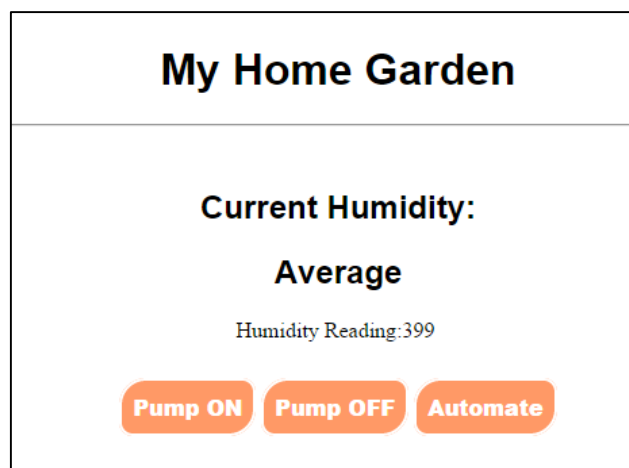 My Home Garden
Current Humidity:
Average
Humidity Reading:399
Pump ON Pump OFF Automate